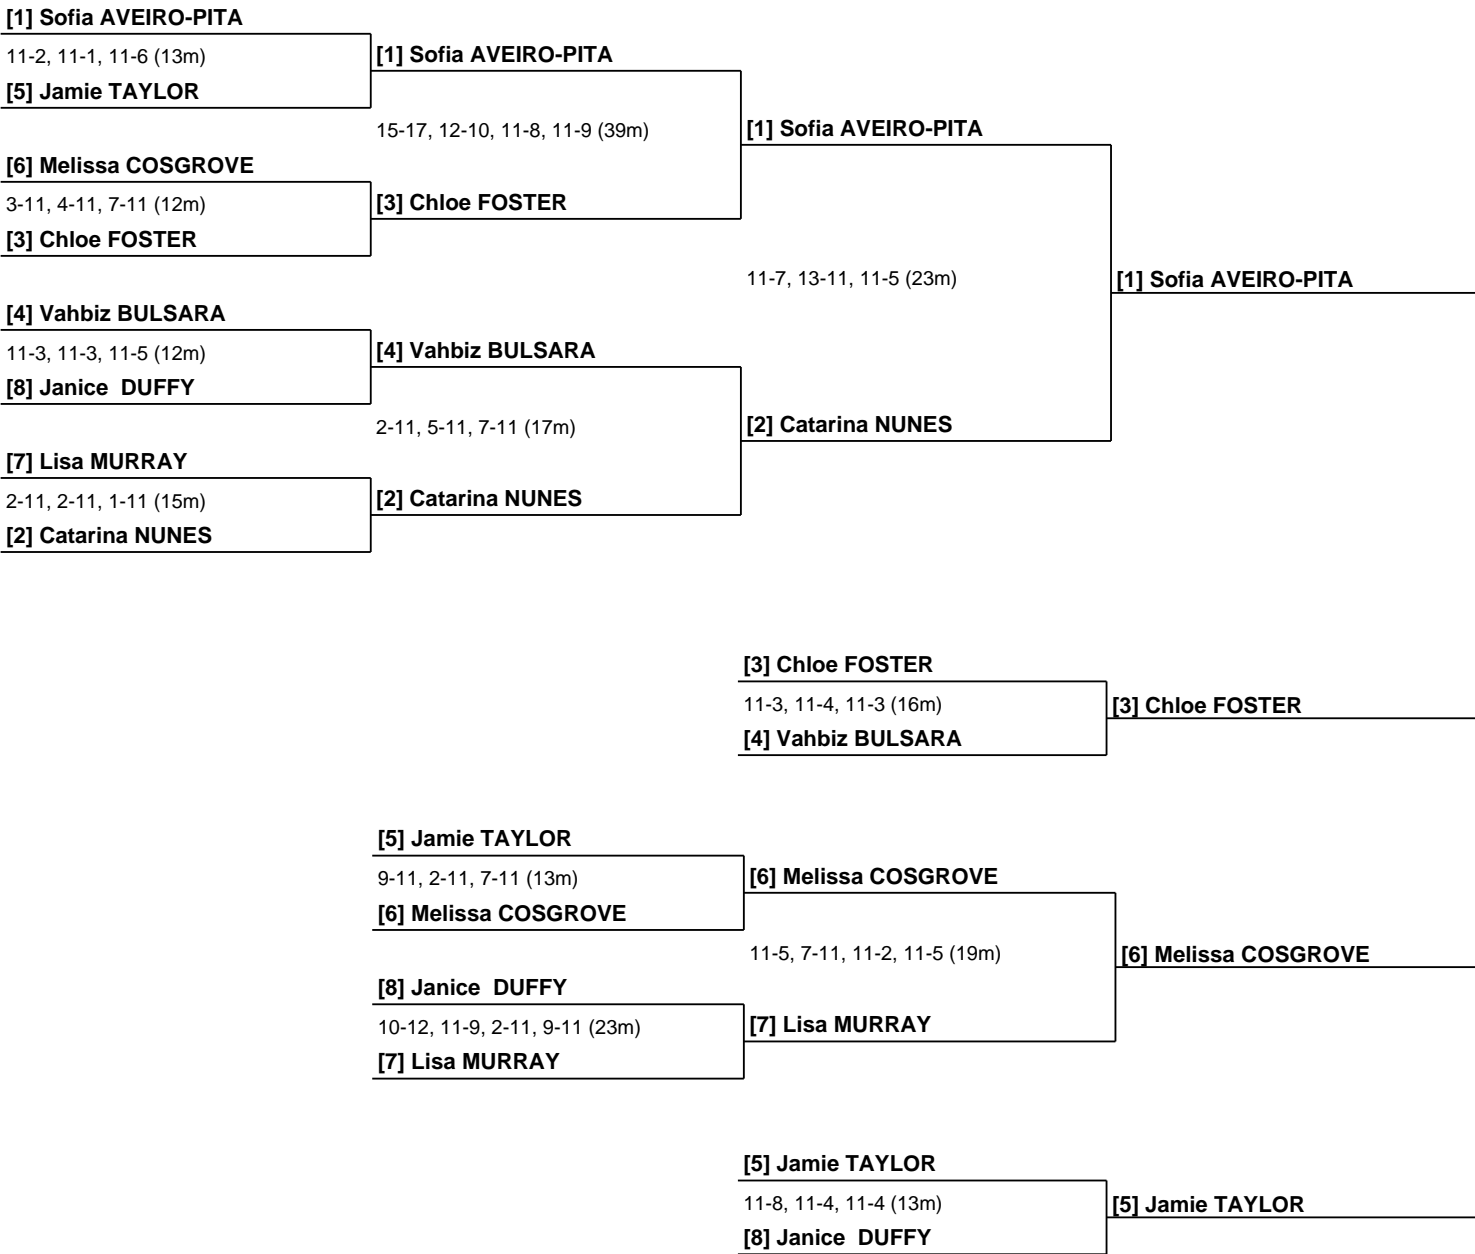 [1] Sofia AVEIRO-PITA
11-2, 11-1, 11-6 (13m)
[1] Sofia AVEIRO-PITA
[5] Jamie TAYLOR
15-17, 12-10, 11-8, 11-9 (39m)
[1] Sofia AVEIRO-PITA
[6] Melissa COSGROVE
3-11, 4-11, 7-11 (12m)
[3] Chloe FOSTER
[3] Chloe FOSTER
11-7, 13-11, 11-5 (23m)
[1] Sofia AVEIRO-PITA
[4] Vahbiz BULSARA
11-3, 11-3, 11-5 (12m)
[4] Vahbiz BULSARA
[8] Janice  DUFFY
2-11, 5-11, 7-11 (17m)
[2] Catarina NUNES
[7] Lisa MURRAY
2-11, 2-11, 1-11 (15m)
[2] Catarina NUNES
[2] Catarina NUNES
[3] Chloe FOSTER
11-3, 11-4, 11-3 (16m)
[3] Chloe FOSTER
[4] Vahbiz BULSARA
[5] Jamie TAYLOR
9-11, 2-11, 7-11 (13m)
[6] Melissa COSGROVE
[6] Melissa COSGROVE
11-5, 7-11, 11-2, 11-5 (19m)
[6] Melissa COSGROVE
[8] Janice  DUFFY
10-12, 11-9, 2-11, 9-11 (23m)
[7] Lisa MURRAY
[7] Lisa MURRAY
[5] Jamie TAYLOR
11-8, 11-4, 11-4 (13m)
[5] Jamie TAYLOR
[8] Janice  DUFFY